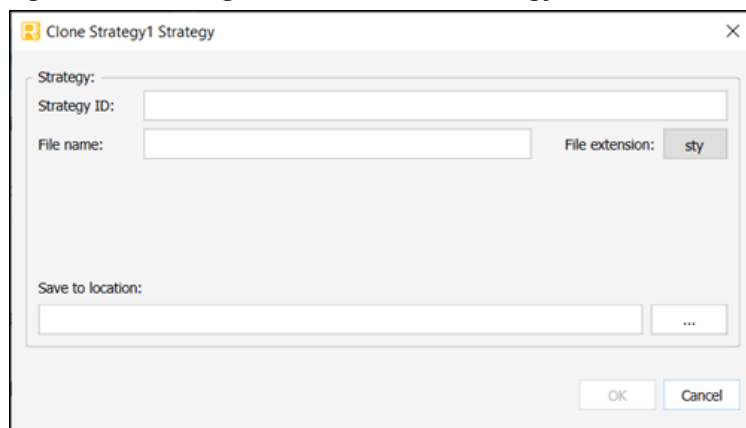 Clone Strategy1 Strategy
Strategy:
Strategy ID:
File name: File extension: sty
Save to location:
...
OK Cancel